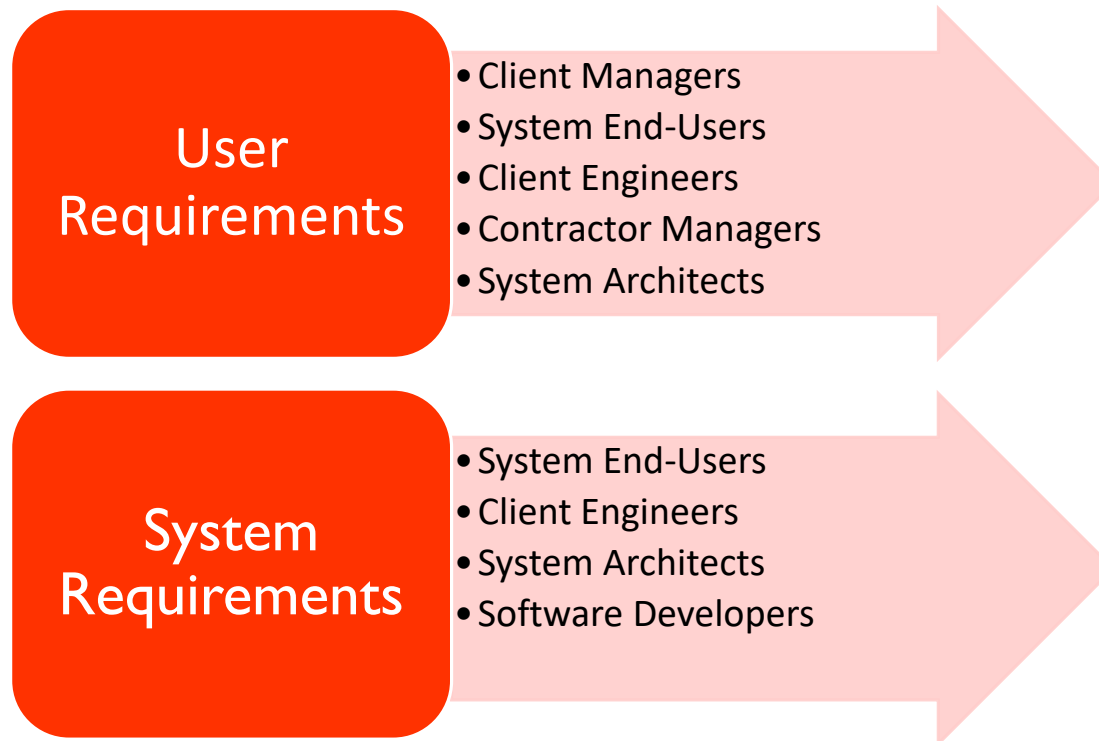 User
Requirements
• Client Managers
• System End-Users
• Client Engineers
• Contractor Managers
• System Architects
System
Requirements
• System End-Users
• Client Engineers
• System Architects
• Software Developers